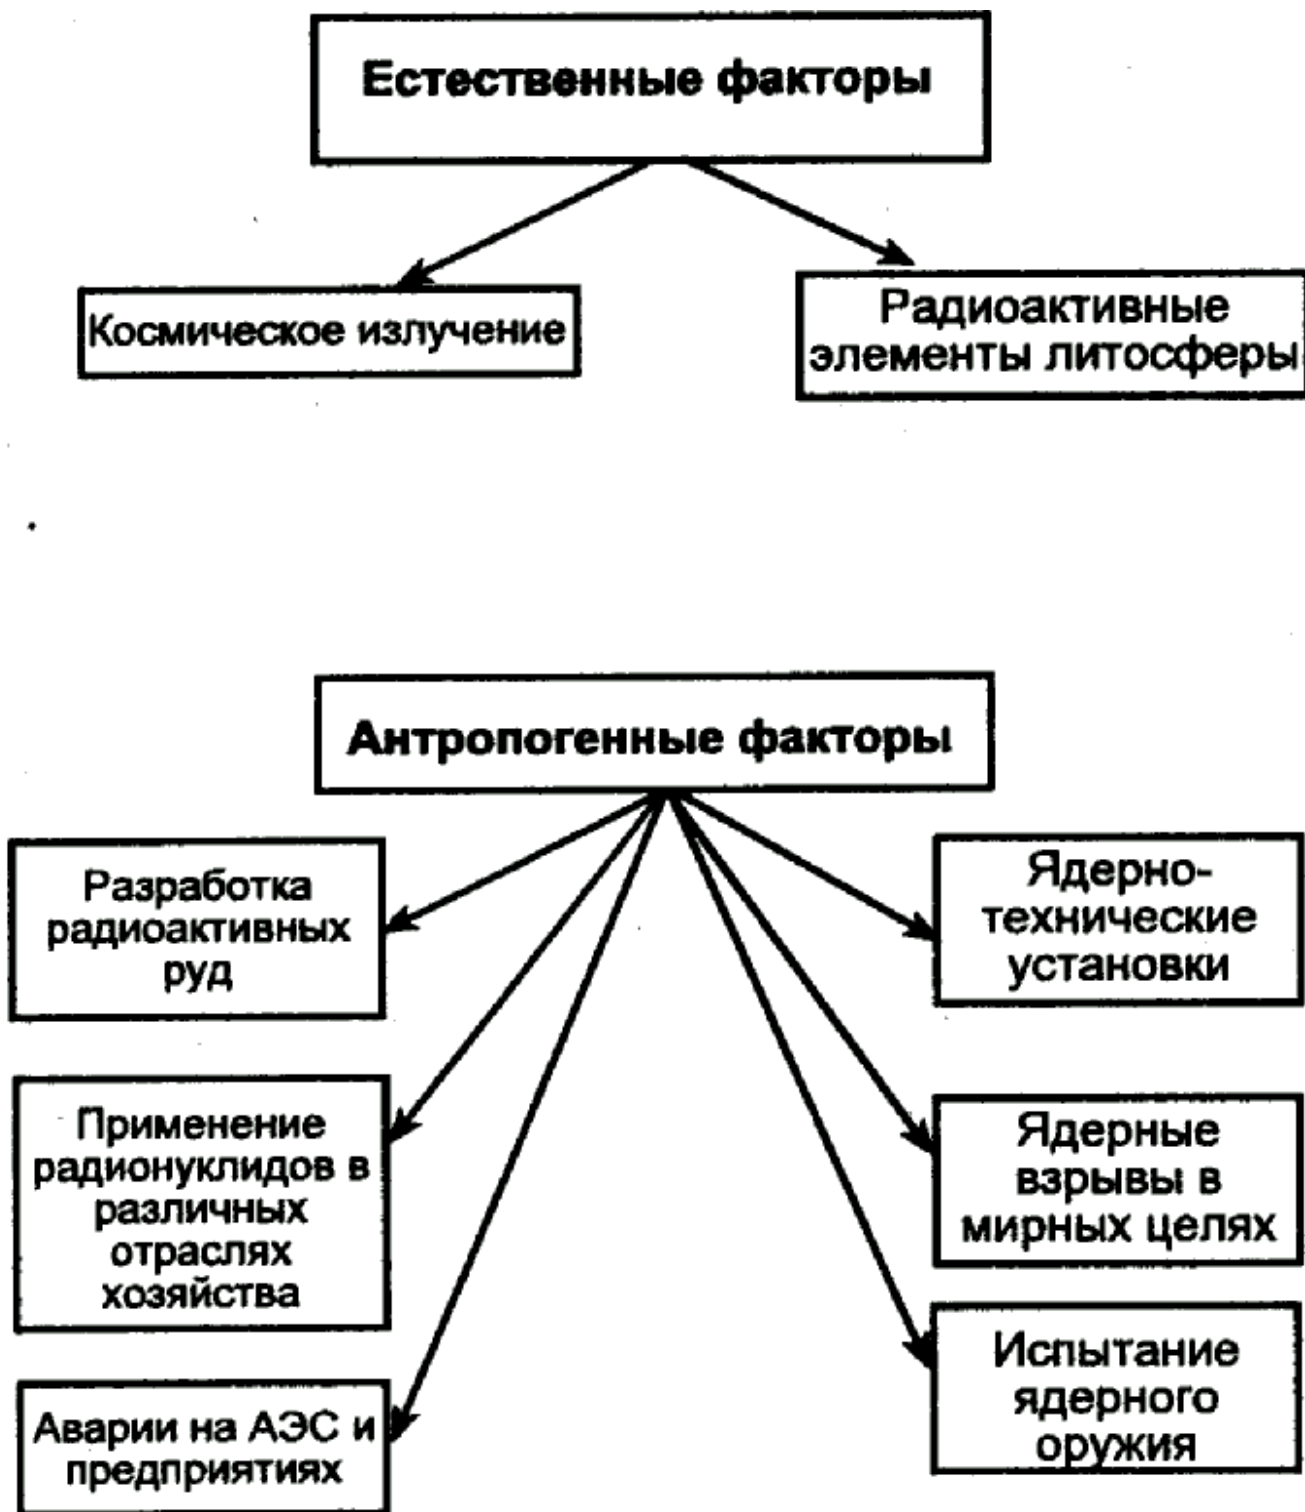 Естественные факторы
Космическое излучение
Радиоактивные
элементы литосферы
Антропогенные факторы
Разработка
радиоактивных
руд
Применение
радионуклидов в
различных
отраслях
хозяйства
Аварии на АЭС и
предприятиях
Ядерно-
технические
установки
Ядерные
взрывы в
мирных целях
Испытание
ядерного
оружия